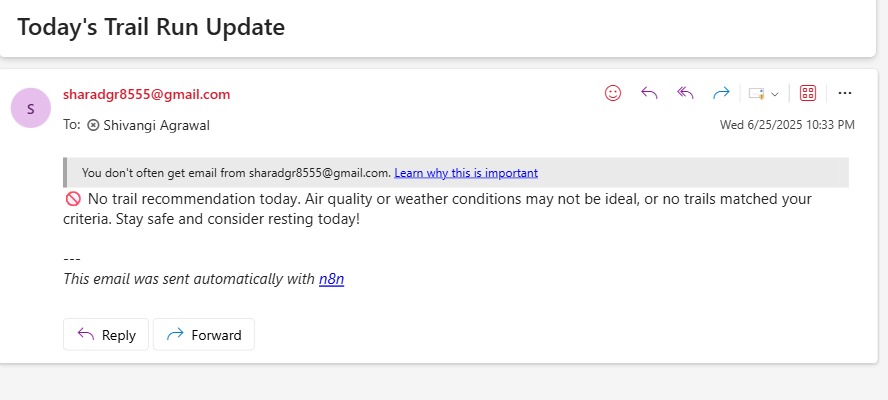 Today's Trail Run Update
S
sharadgr8555@gmail.com
To: Shivangi Agrawal
Wed 6/25/2025 10:33 PM
You don't often get email from sharadgr8555@gmail.com. Learn why this is important
🚫 No trail recommendation today. Air quality or weather conditions may not be ideal, or no trails matched your
criteria. Stay safe and consider resting today!
---
This email was sent automatically with n8n
Reply
Forward